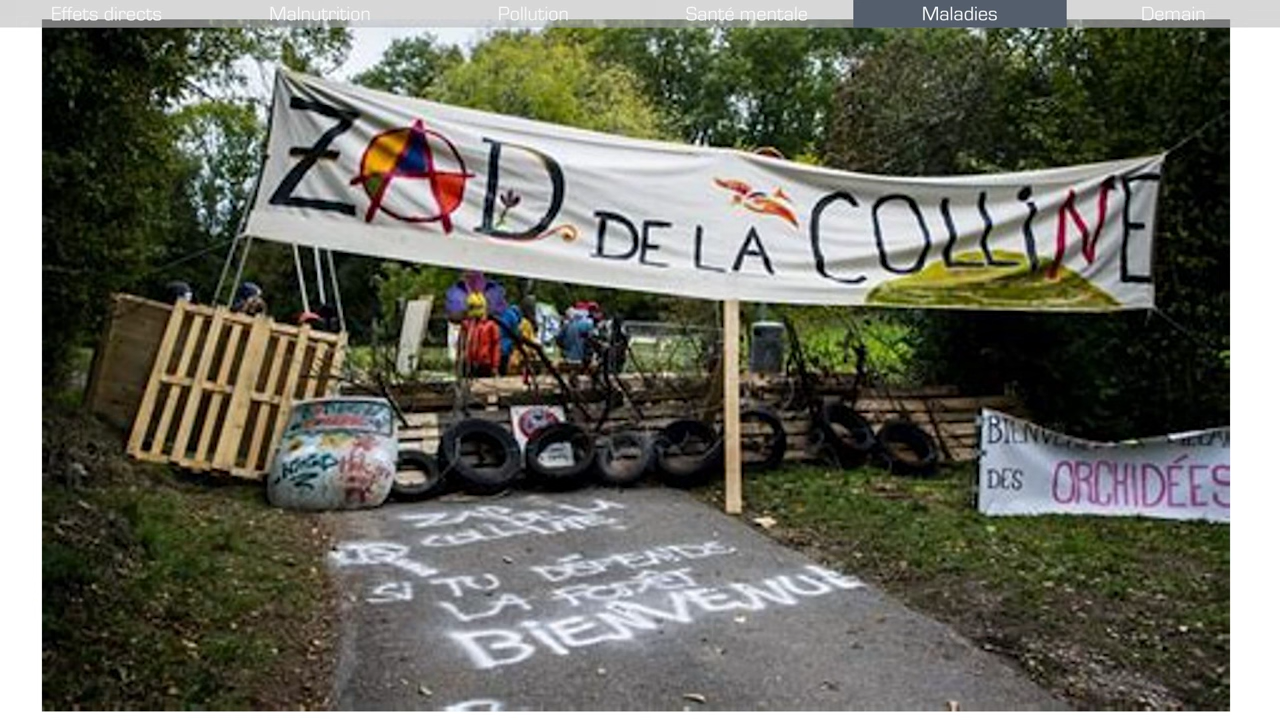 Effets directs Malnutrition Pollution Santé mentale Maladies Demain
ZAD DE LA COLLiNE
DES ORCHIDÉES
ZAD DE LA
COLLINE
SI TU DÉFENDS
LA FORÊT
BIENVENUE